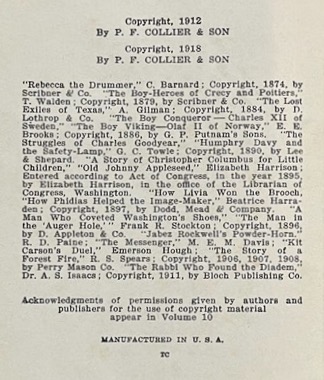 Copyright, 1912
By P. F. COLLIER & SON
Copyright, 1918
By P. F. COLLIER & SON
"Rebecca the Drummer," C. Barnard; Copyright, 1874, by
Scribner & Co. "The Boy-Heroes of Crecy and Poitiers,"
T. Walden; Copyright, 1879, by Scribner & Co. "The Lost
Exiles of Texas," A. Gilman; Copyright, 1884, by D.
Lothrop & Co. "The Boy Conqueror—Charles XII of
Sweden," "The Boy Viking—Olaf II of Norway," E. E.
Brooks; Copyright, 1886, by G. P. Putnam's Sons. "The
Struggles of Charles Goodyear," "Humphry Davy and
the Safety-Lamp," G. C. Towle; Copyright, 1890, by Lee
& Shepard. "A Story of Christopher Columbus for Little
Children," "Old Johnny Appleseed," Elizabeth Harrison;
Entered according to Act of Congress, in the year 1895,
by Elizabeth Harrison, in the office of the Librarian of
Congress, Washington. "How Livia Won the Brooch,
"How Phidias Helped the Image-Maker," Beatrice Harra-
den; Copyright, 1897, by Dodd, Mead & Company. "A
Man Who Coveted Washington's Shoes," "The Man in
the 'Auger Hole,'" Frank R. Stockton; Copyright, 1896,
by D. Appleton & Co. "Jabez Rockwell's Powder-Horn."
R. D. Paine; "The Messenger," M. E. M. Davis; "Kit
Carson's Duel," Emerson Hough; "The Story of a
Forest Fire," R. S. Spears; Copyright, 1906, 1907, 1908,
by Perry Mason Co. "The Rabbi Who Found the Diadem,"
Dr. A. S. Isaacs; Copyright, 1911, by Bloch Publishing Co.
Acknowledgments of permissions given by authors and
publishers for the use of copyright material
appear in Volume 10
MANUFACTURED IN U. S. A.
TC